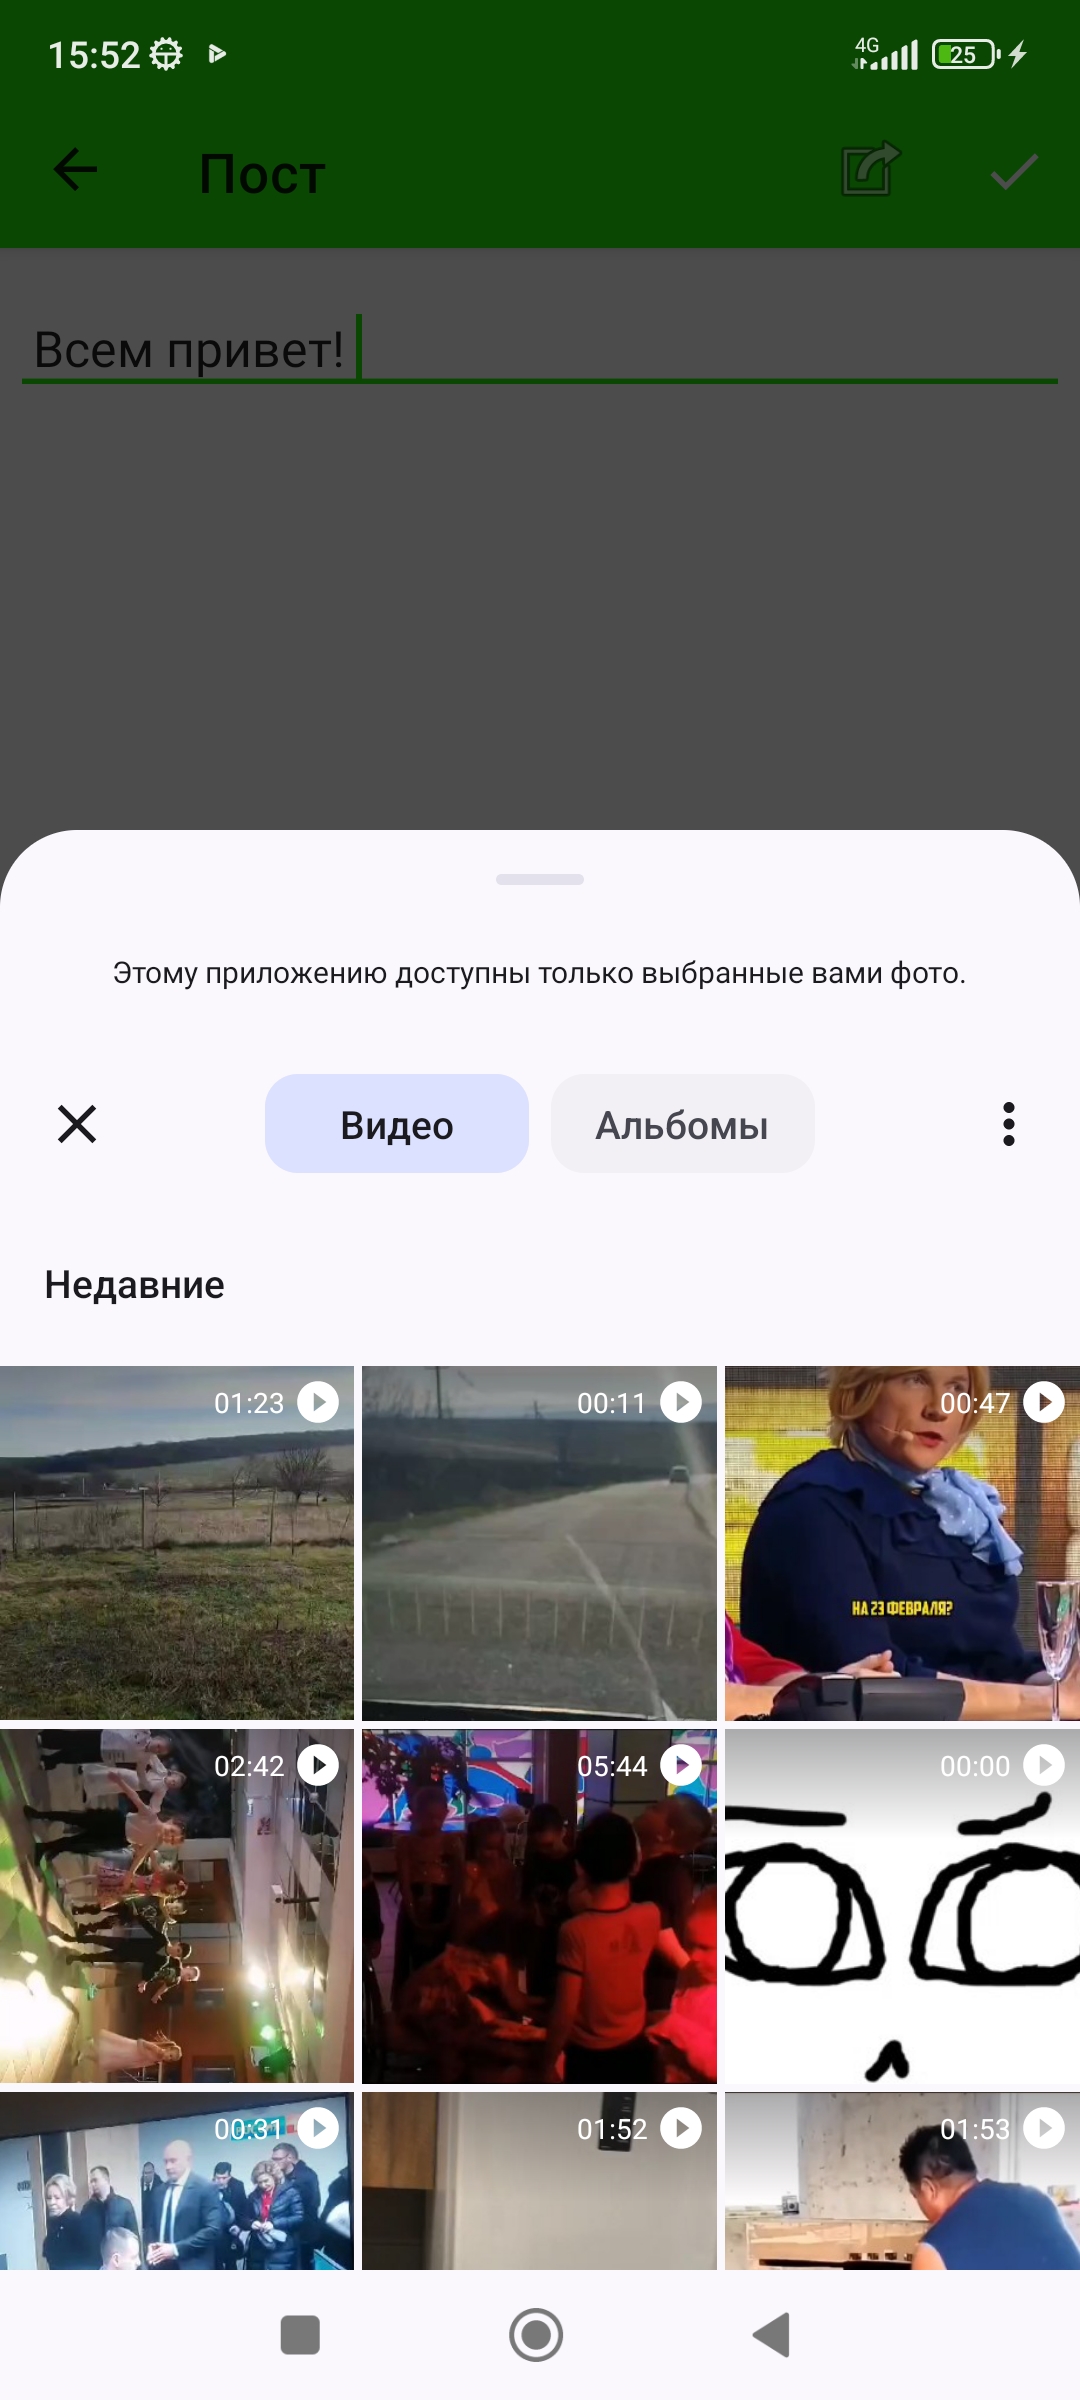 15:52
4G
25
Пост
Всем привет!
Этому приложению доступны только выбранные вами фото.
Видео
Альбомы
Недавние
01:23
00:11
00:47
НА 23 ФЕВРАЛЯ?
02:42
05:44
00:00
00:31
01:52
01:53